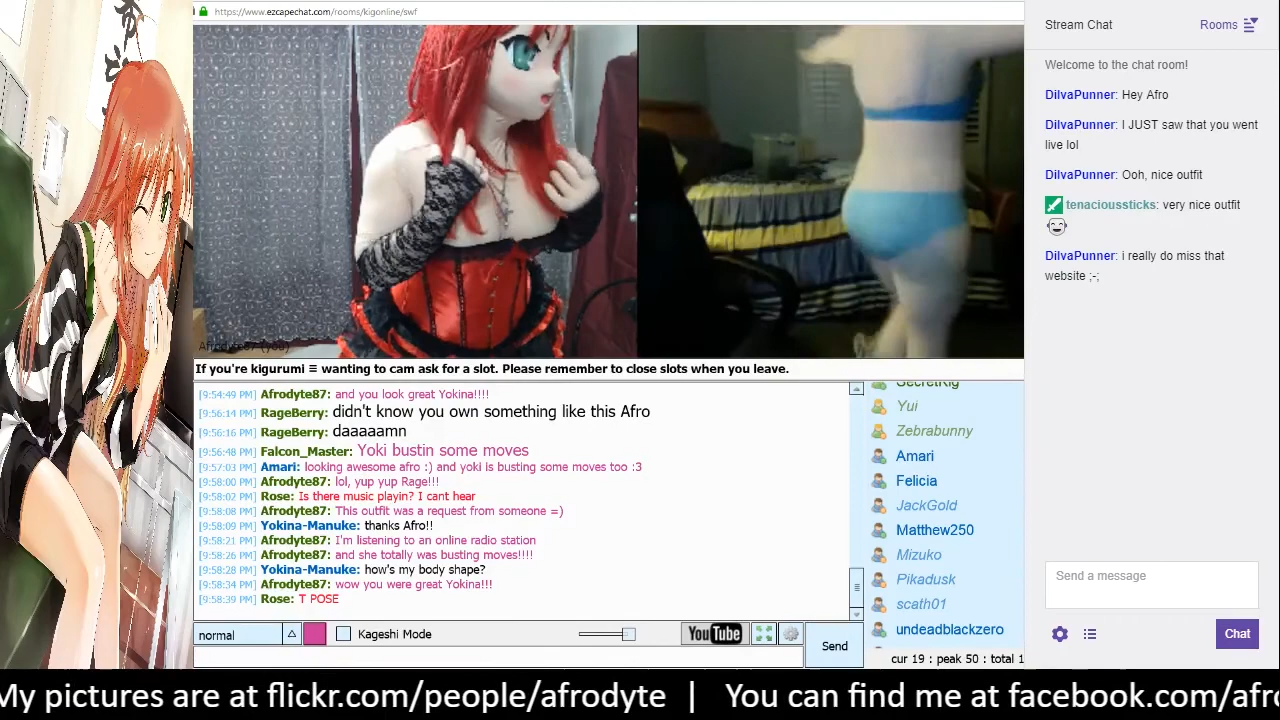 https://www.ezcapechat.com/rooms/kigonline/swf
Afrodyte87 (you)
If you're kigurumi ≡ wanting to cam ask for a slot. Please remember to close slots when you leave.
[9:54:49 PM] Afrodyte87: and you look great Yokina!!!!
[9:56:14 PM] RageBerry: didn't know you own something like this Afro
[9:56:16 PM] RageBerry: daaaaamn
[9:56:48 PM] Falcon_Master: Yoki bustin some moves
[9:57:03 PM] Amari: looking awesome afro :) and yoki is busting some moves too :3
[9:58:00 PM] Afrodyte87: lol, yup yup Rage!!!
[9:58:02 PM] Rose: Is there music playin? I cant hear
[9:58:08 PM] Afrodyte87: This outfit was a request from someone =)
[9:58:09 PM] Yokina-Manuke: thanks Afro!!
[9:58:21 PM] Afrodyte87: I'm listening to an online radio station
[9:58:26 PM] Afrodyte87: and she totally was busting moves!!!!
[9:58:28 PM] Yokina-Manuke: how's my body shape?
[9:58:34 PM] Afrodyte87: wow you were great Yokina!!!
[9:58:39 PM] Rose: T POSE
SecretKig
Yui
Zebrabunny
Amari
Felicia
JackGold
Matthew250
Mizuko
Pikadusk
scath01
undeadblackzero
normal
Kageshi Mode
YouTube
Send
cur 19 : peak 50 : total 1
Stream Chat
Rooms
Welcome to the chat room!
DilvaPunner: Hey Afro
DilvaPunner: I JUST saw that you went
live lol
DilvaPunner: Ooh, nice outfit
tenacioussticks: very nice outfit
DilvaPunner: i really do miss that
website ;-;
Send a message
Chat
My pictures are at flickr.com/people/afrodyte | You can find me at facebook.com/afro